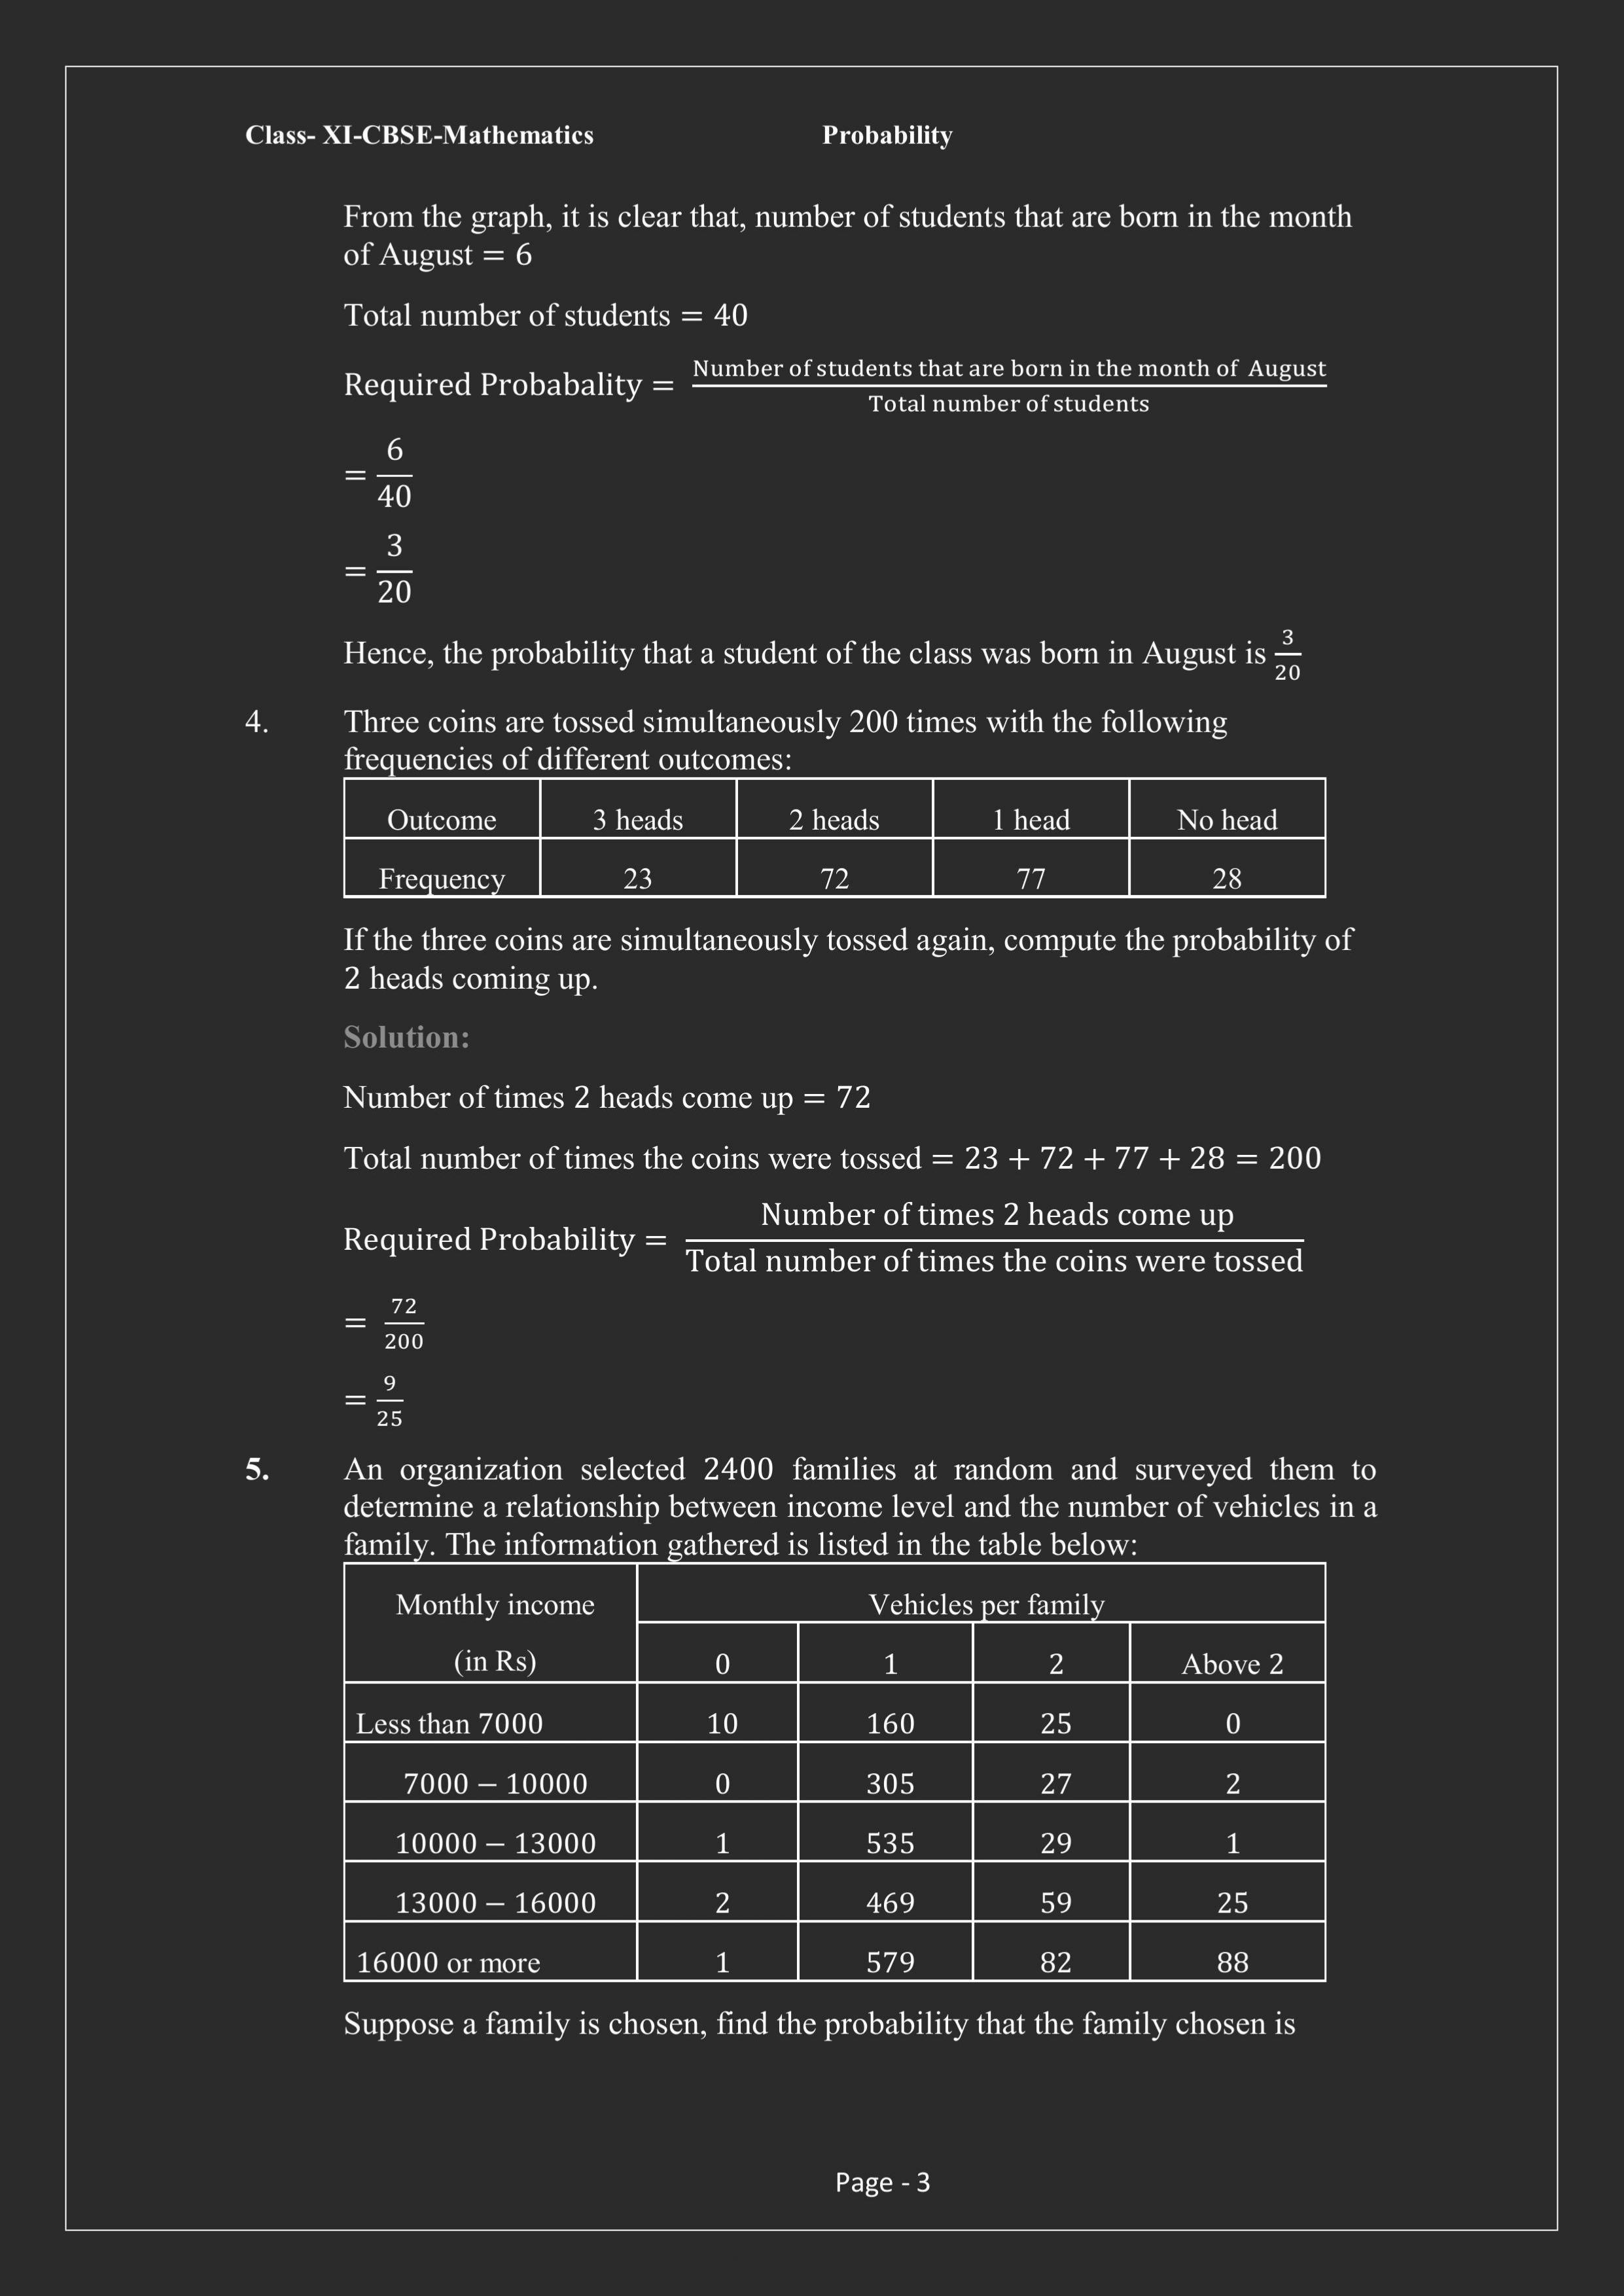 Class- XI-CBSE-Mathematics Probability
From the graph, it is clear that, number of students that are born in the month
of August = 6
Total number of students = 40
Required Probabality = Number of students that are born in the month of August / Total number of students
= 6/40
= 3/20
Hence, the probability that a student of the class was born in August is 3/20
4. Three coins are tossed simultaneously 200 times with the following
frequencies of different outcomes:
Outcome 3 heads 2 heads 1 head No head
Frequency 23 72 77 28
If the three coins are simultaneously tossed again, compute the probability of
2 heads coming up.
Solution:
Number of times 2 heads come up = 72
Total number of times the coins were tossed = 23 + 72 + 77 + 28 = 200
Required Probability = Number of times 2 heads come up / Total number of times the coins were tossed
= 72/200
= 9/25
5. An organization selected 2400 families at random and surveyed them to
determine a relationship between income level and the number of vehicles in a
family. The information gathered is listed in the table below:
Monthly income Vehicles per family
(in Rs) 0 1 2 Above 2
Less than 7000 10 160 25 0
7000 – 10000 0 305 27 2
10000 – 13000 1 535 29 1
13000 – 16000 2 469 59 25
16000 or more 1 579 82 88
Suppose a family is chosen, find the probability that the family chosen is
Page - 3